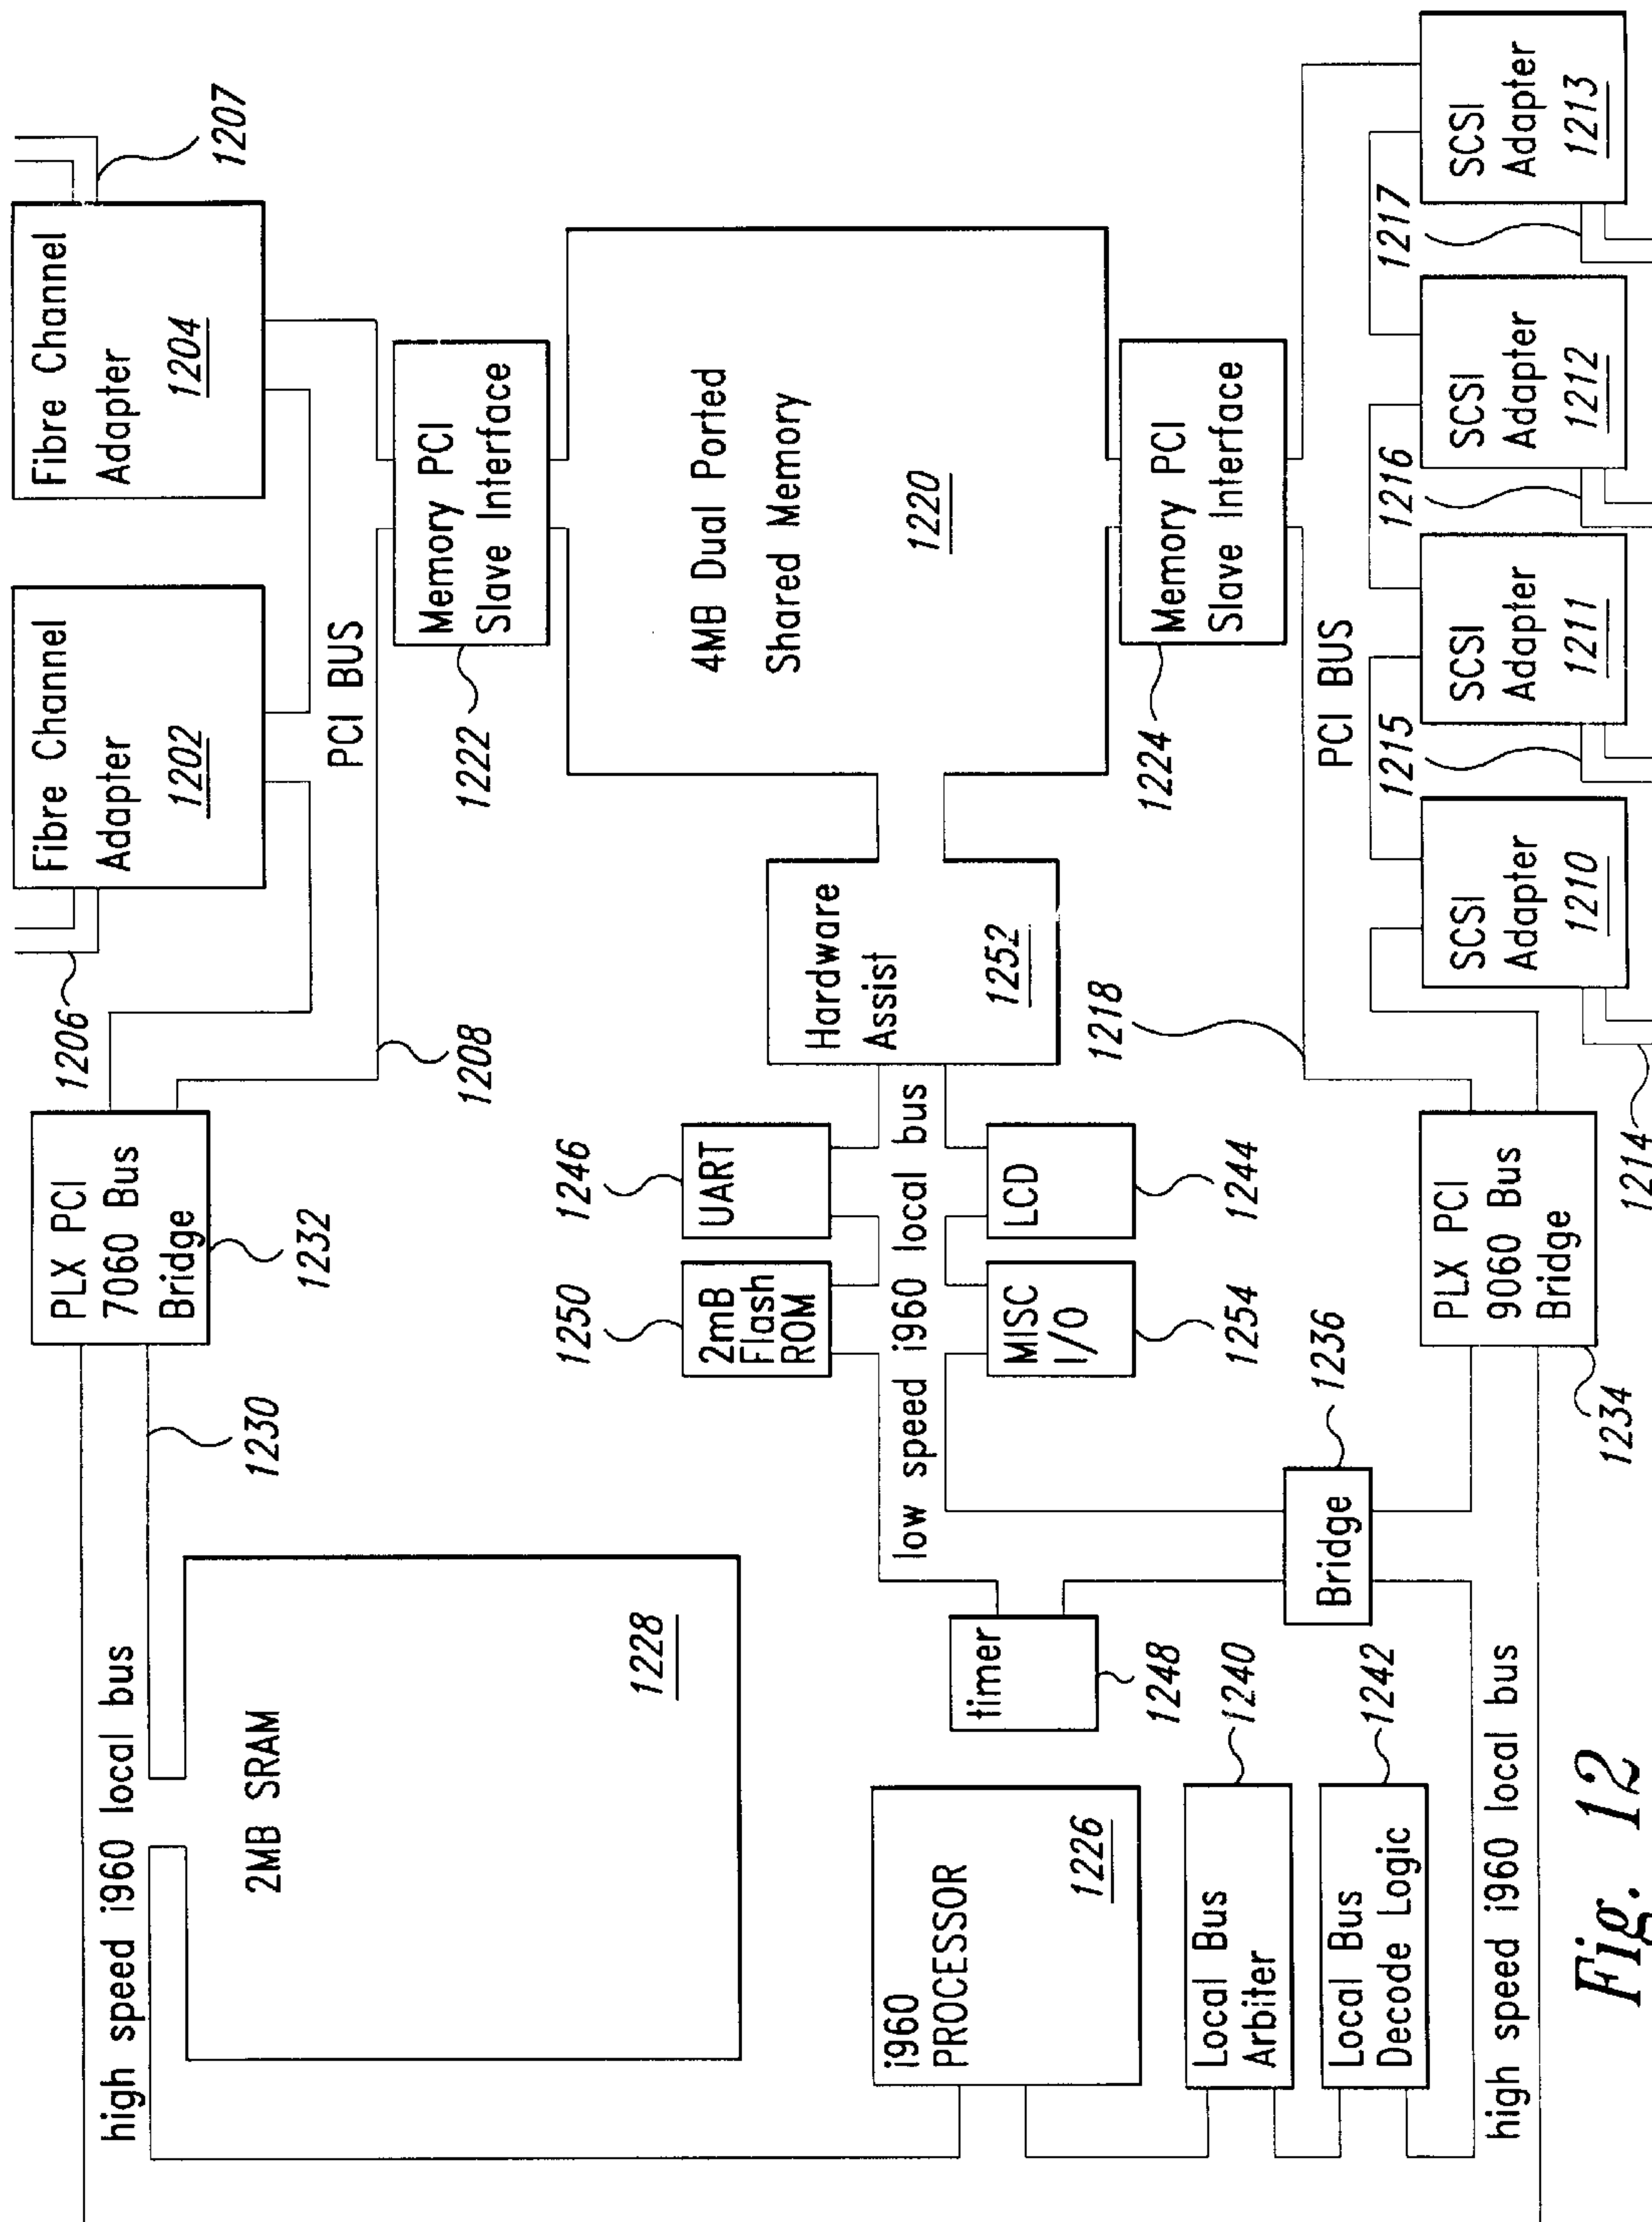 Fibre Channel
Adapter
1202
Fibre Channel
Adapter
1204
1206
1207
PLX PCI
7060 Bus
Bridge
1232
1208
PCI BUS
high speed i960 local bus
1230
2MB SRAM
1228
Memory PCI
Slave Interface
1222
4MB Dual Ported
Shared Memory
1220
UART
1246
2mB
Flash
ROM
1250
Hardware
Assist
1252
low speed i960 local bus
LCD
1244
MISC
I/O
1254
timer
1248
i960
PROCESSOR
1226
Local Bus
Arbiter
1240
Local Bus
Decode Logic
1242
Bridge
1236
1218
Memory PCI
Slave Interface
1224
PCI BUS
high speed i960 local bus
PLX PCI
9060 Bus
Bridge
1234
SCSI
Adapter
1210
SCSI
Adapter
1211
SCSI
Adapter
1212
SCSI
Adapter
1213
1214
1215
1216
1217
Fig. 12